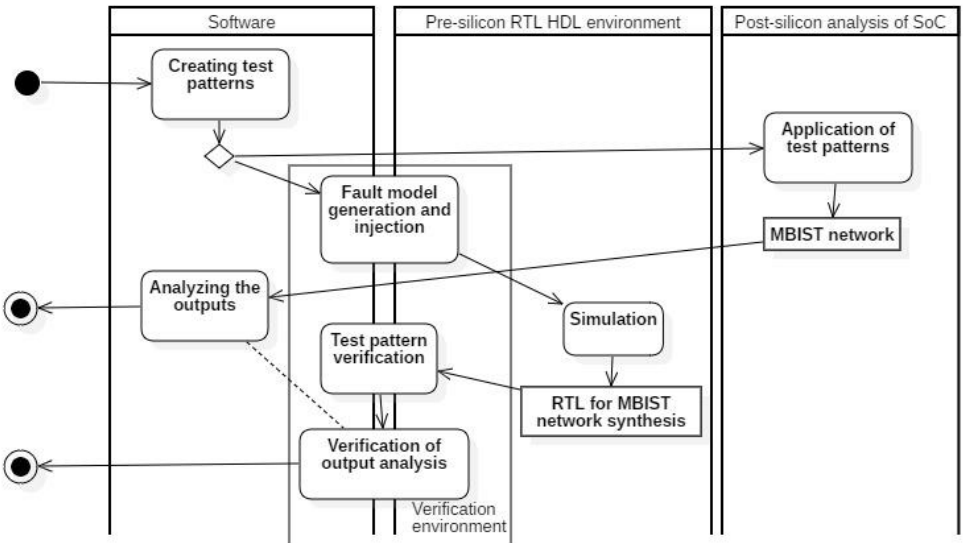 Software
Pre-silicon RTL HDL environment
Post-silicon analysis of SoC
Creating test
patterns
Application of
test patterns
Fault model
generation and
injection
MBIST network
Analyzing the
outputs
Simulation
Test pattern
verification
RTL for MBIST
network synthesis
Verification of
output analysis
Verification
environment